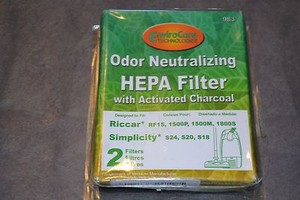 EnviroCare
TECHNOLOGIES
Odor Neutralizing
HEPA Filter
with Activated Charcoal
Designed to Fit:
Riccar® RF15, 1500P, 1500M, 1800S
Simplicity® S24, S20, S18
2 Filters